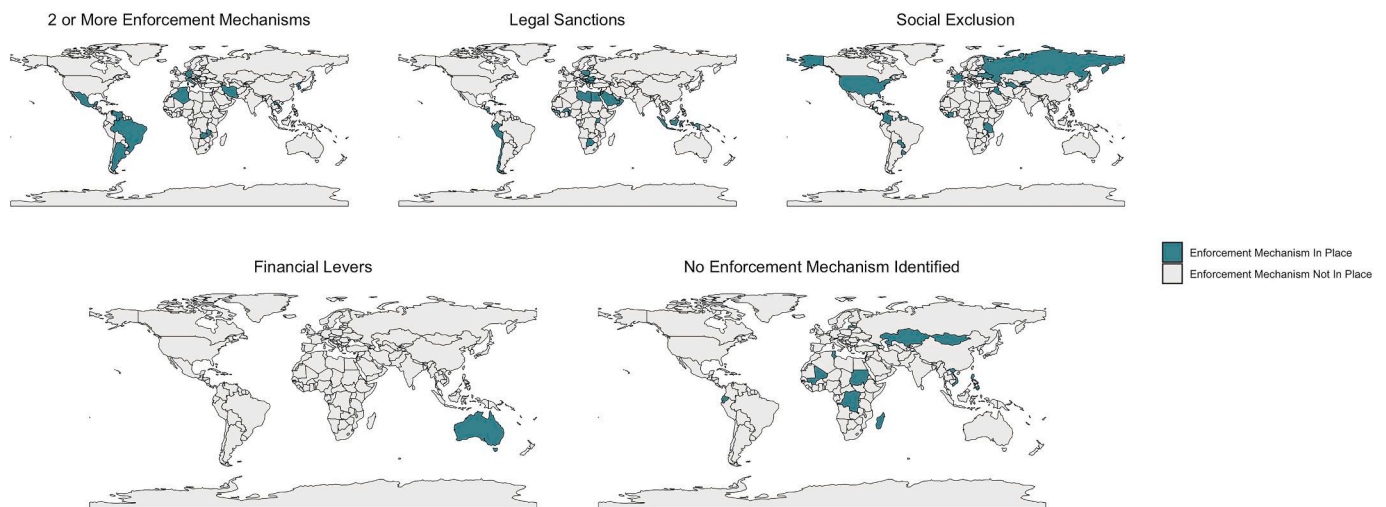 2 or More Enforcement Mechanisms
Legal Sanctions
Social Exclusion
Financial Levers
No Enforcement Mechanism Identified
Enforcement Mechanism In Place
Enforcement Mechanism Not In Place